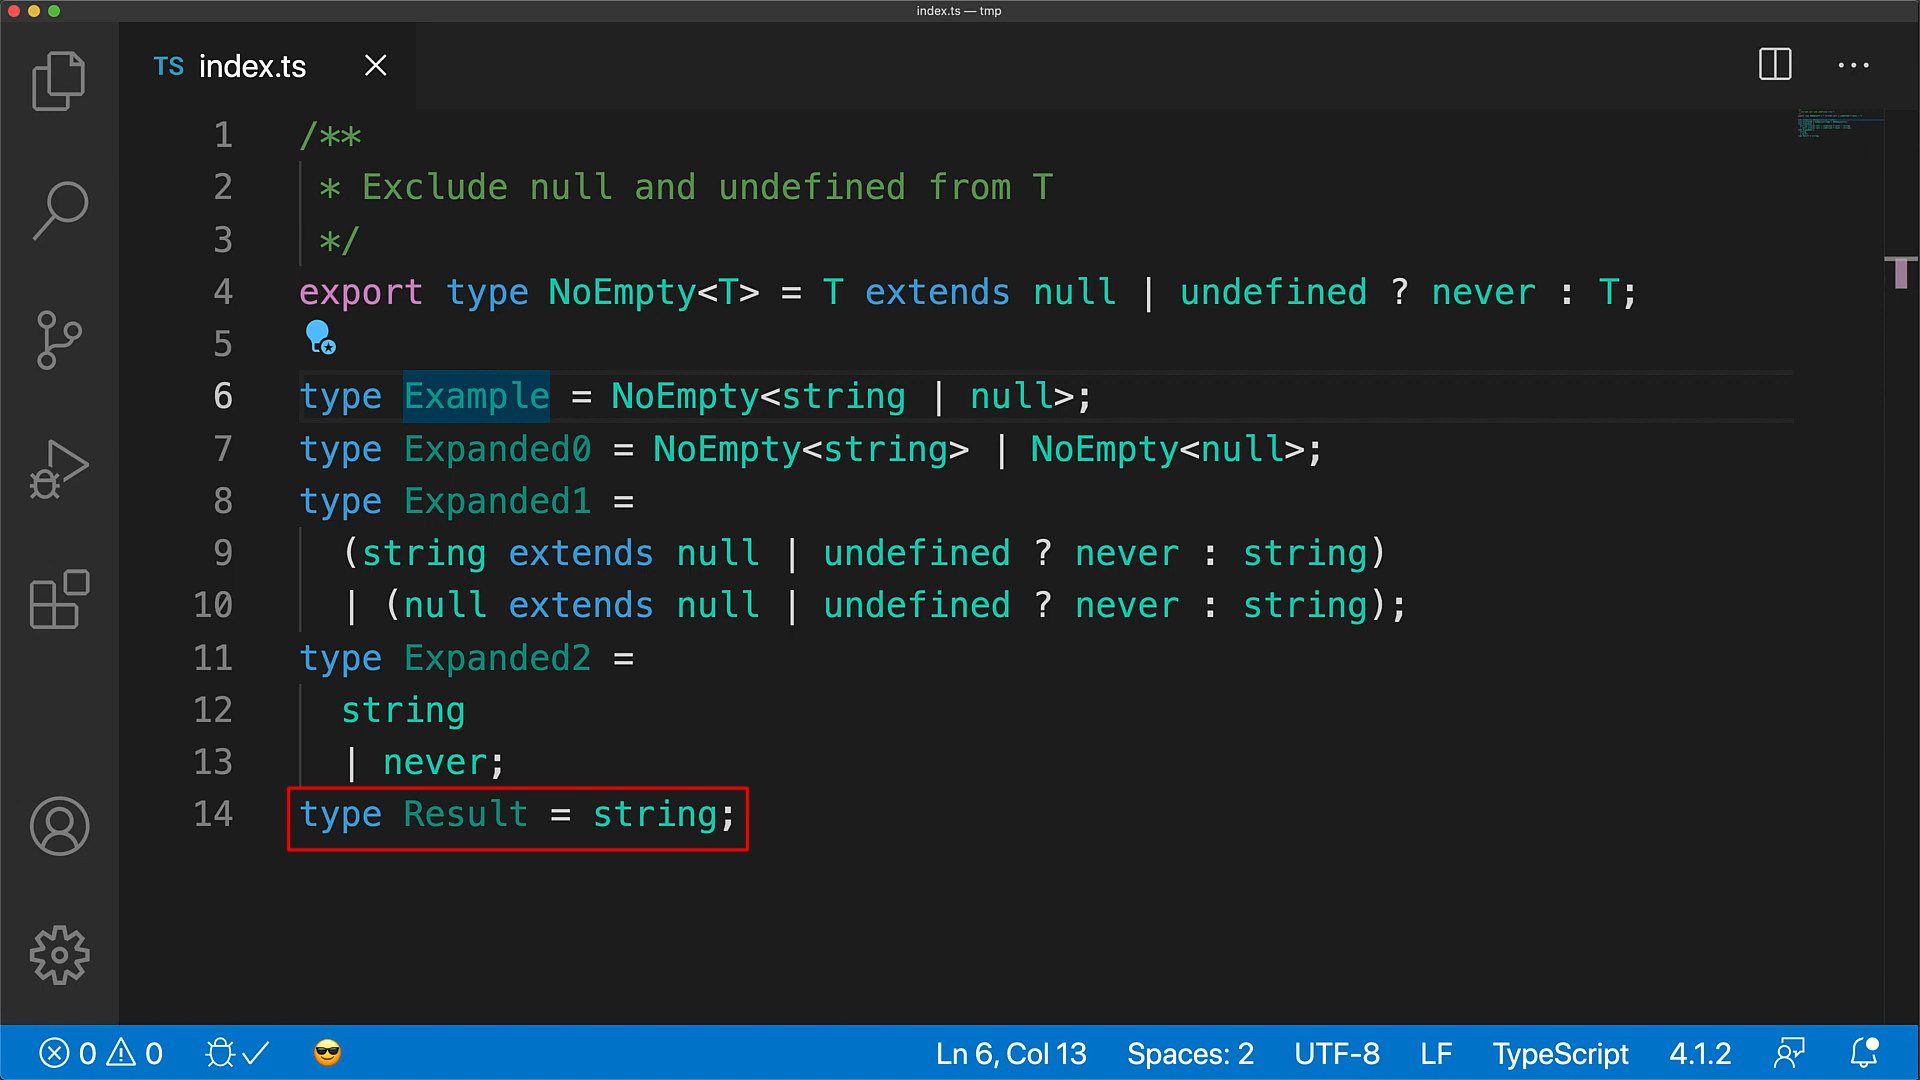 index.ts — tmp
TS index.ts
1 /**
2 * Exclude null and undefined from T
3 */
4 export type NoEmpty<T> = T extends null | undefined ? never : T;
5
6 type Example = NoEmpty<string | null>;
7 type Expanded0 = NoEmpty<string> | NoEmpty<null>;
8 type Expanded1 =
9 (string extends null | undefined ? never : string)
10 | (null extends null | undefined ? never : string);
11 type Expanded2 =
12 string
13 | never;
14 type Result = string;
0 0 Ln 6, Col 13 Spaces: 2 UTF-8 LF TypeScript 4.1.2